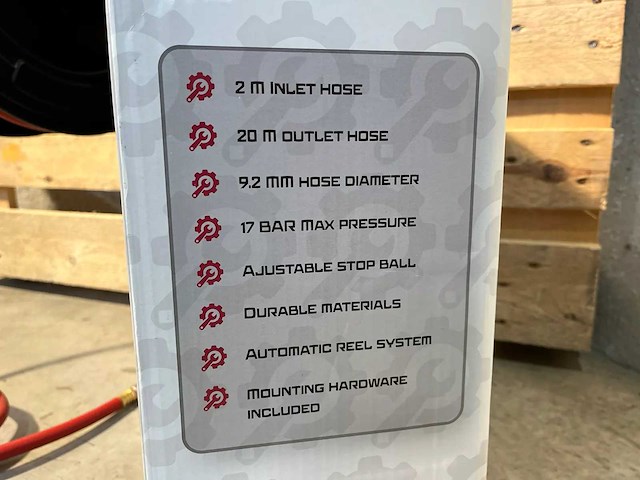 2 M INLET HOSE
20 M OUTLET HOSE
9.2 MM HOSE DIAMETER
17 BAR MAX PRESSURE
AJUSTABLE STOP BALL
DURABLE MATERIALS
AUTOMATIC REEL SYSTEM
MOUNTING HARDWARE
INCLUDED